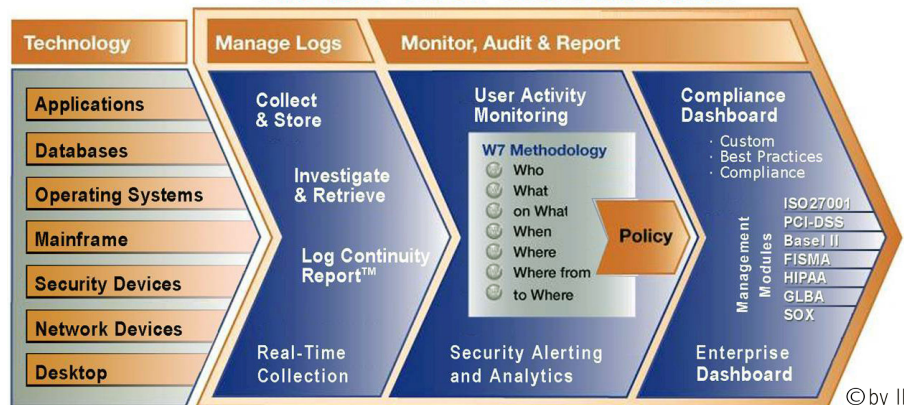 Technology
Manage Logs
Monitor, Audit & Report
Applications
Databases
Operating Systems
Mainframe
Security Devices
Network Devices
Desktop
Collect
& Store
Investigate
& Retrieve
Log Continuity
Report™
Real-Time
Collection
User Activity
Monitoring
W7 Methodology
Who
What
on What
When
Where
Where from
to Where
Policy
Security Alerting
and Analytics
Compliance
Dashboard
· Custom
· Best Practices
· Compliance
Management
Modules
ISO27001
PCI-DSS
Basel II
FISMA
HIPAA
GLBA
SOX
Enterprise
Dashboard
©by